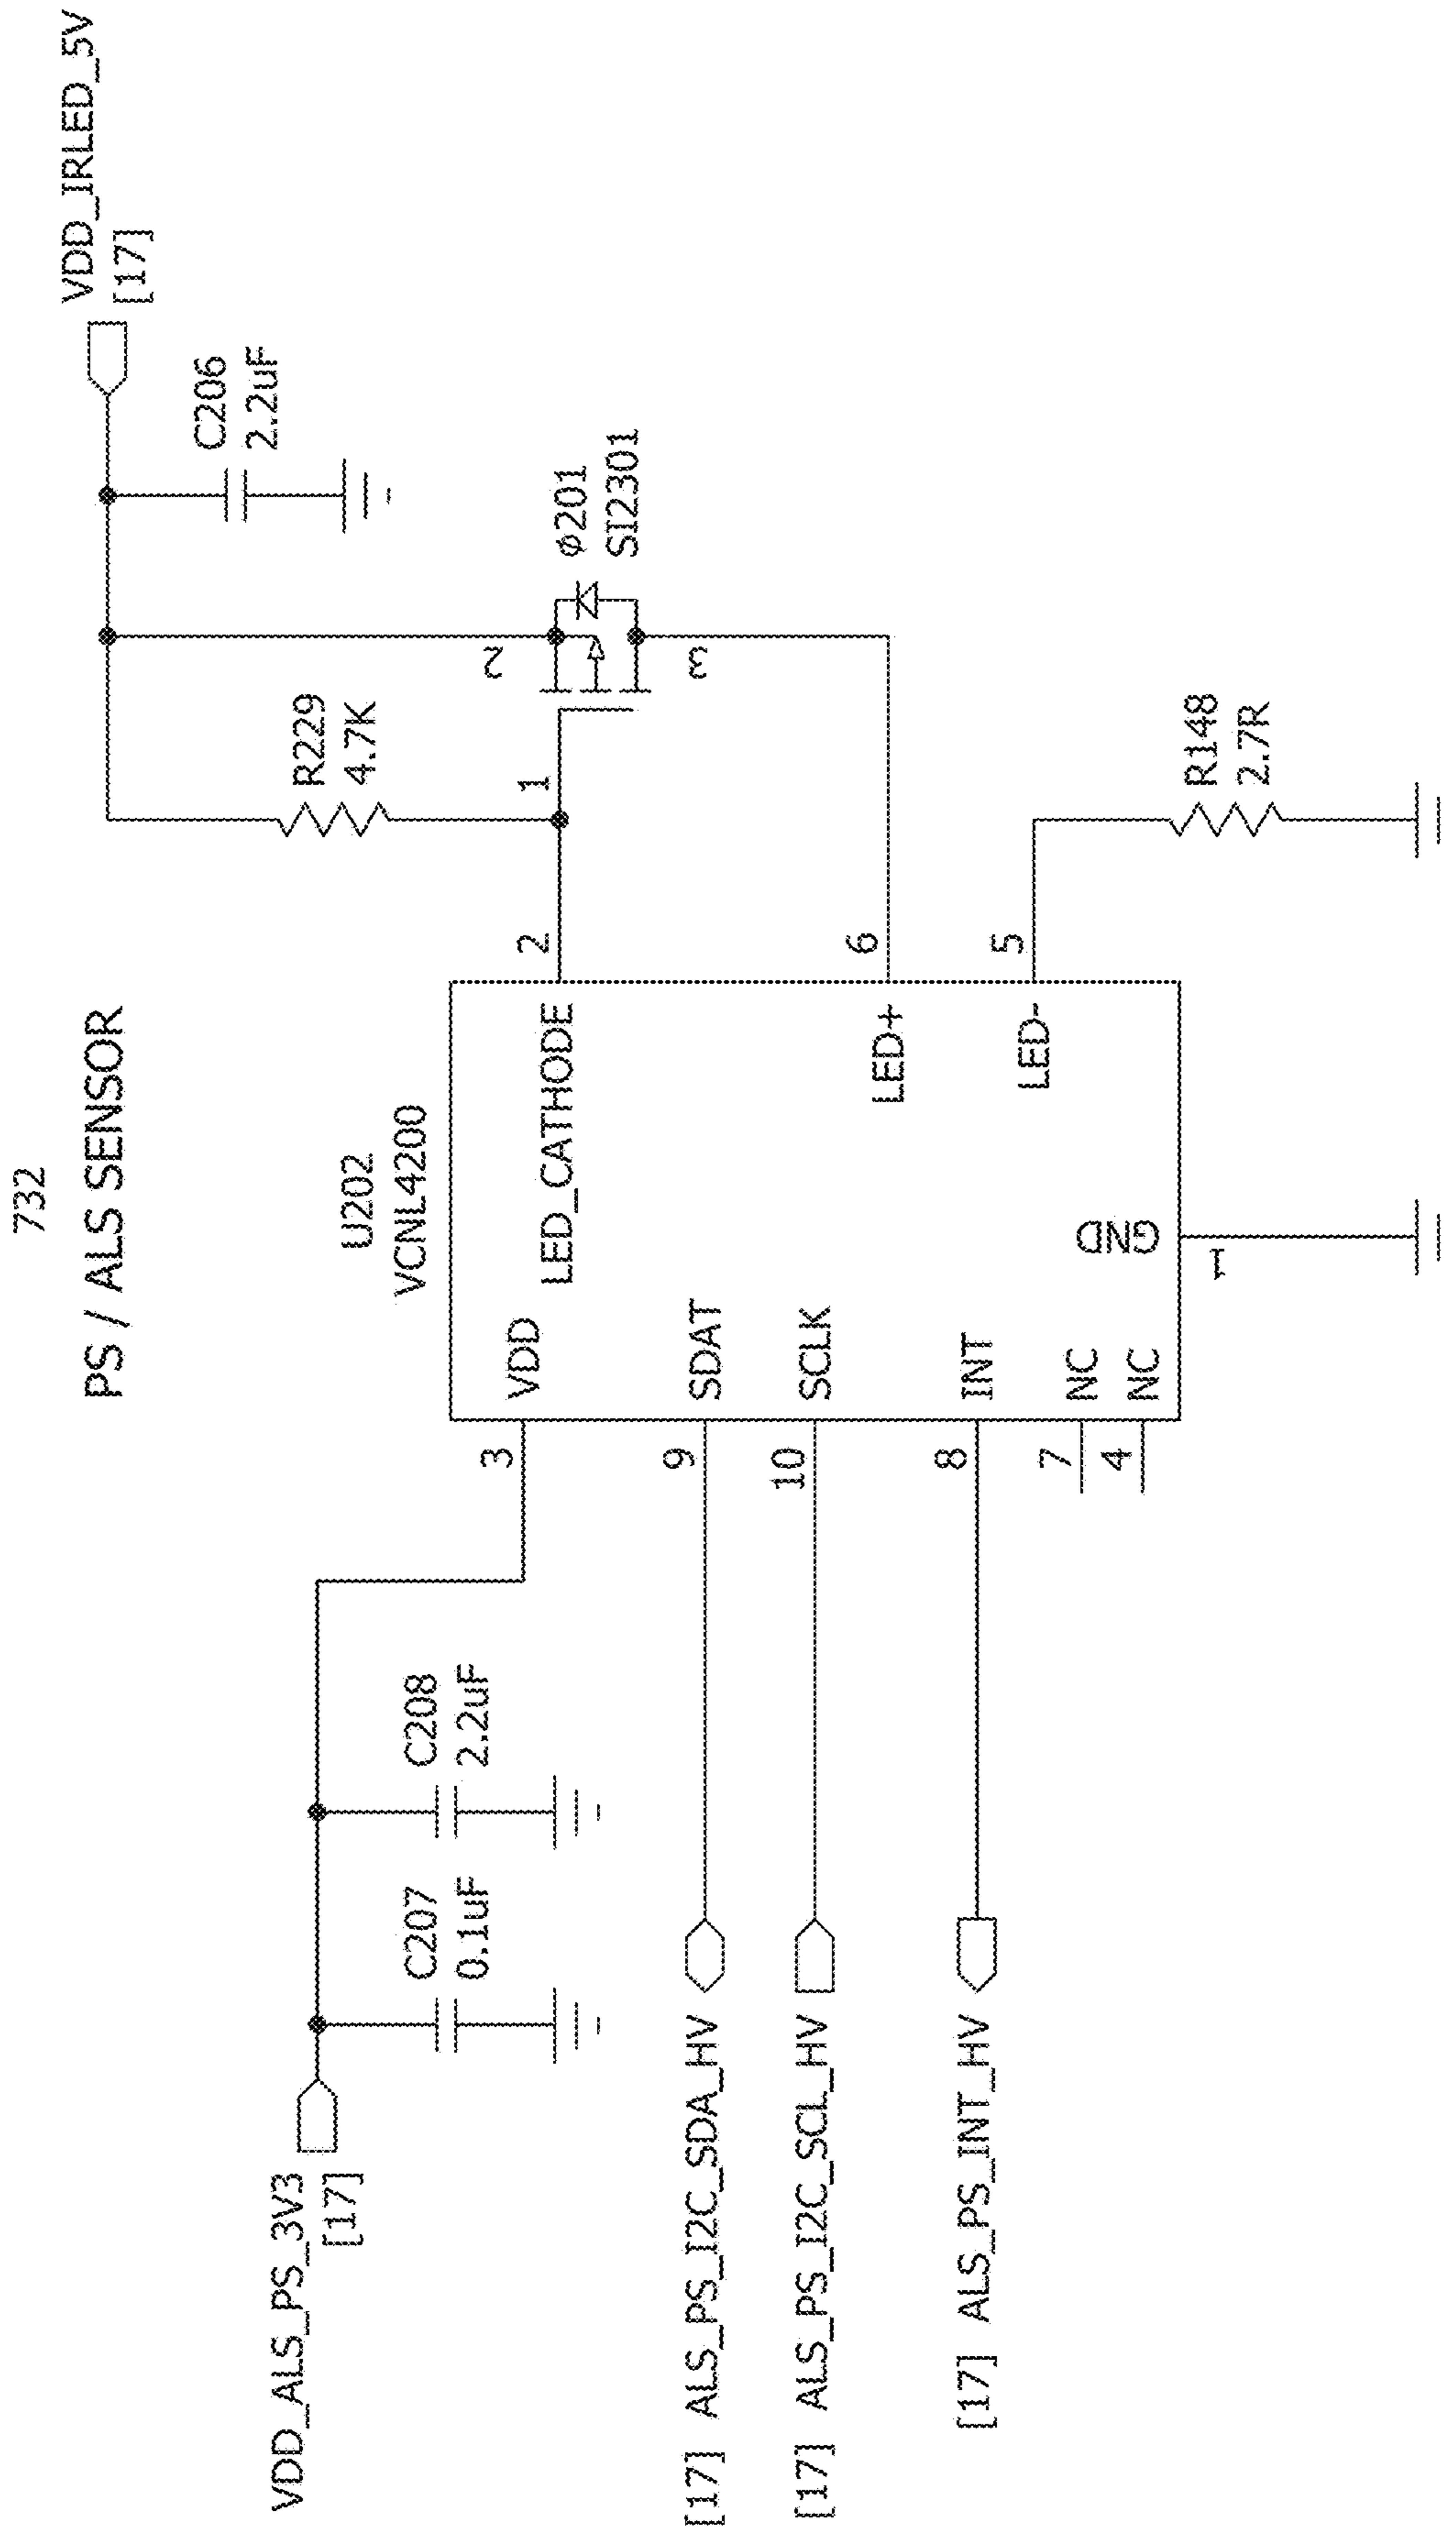 732
PS / ALS SENSOR
VDD_IRLED_5V
[17]
C206
2.2uF
R229
4.7K
2
1
3
Φ201
SI2301
U202
VCNL4200
VDD_ALS_PS_3V3
[17]
C207
0.1uF
C208
2.2uF
3
VDD
LED_CATHODE
2
[17] ALS_PS_I2C_SDA_HV
9
SDAT
[17] ALS_PS_I2C_SCL_HV
10
SCLK
LED+
6
[17] ALS_PS_INT_HV
8
INT
LED-
5
7
NC
4
NC
GND
1
R148
2.7R